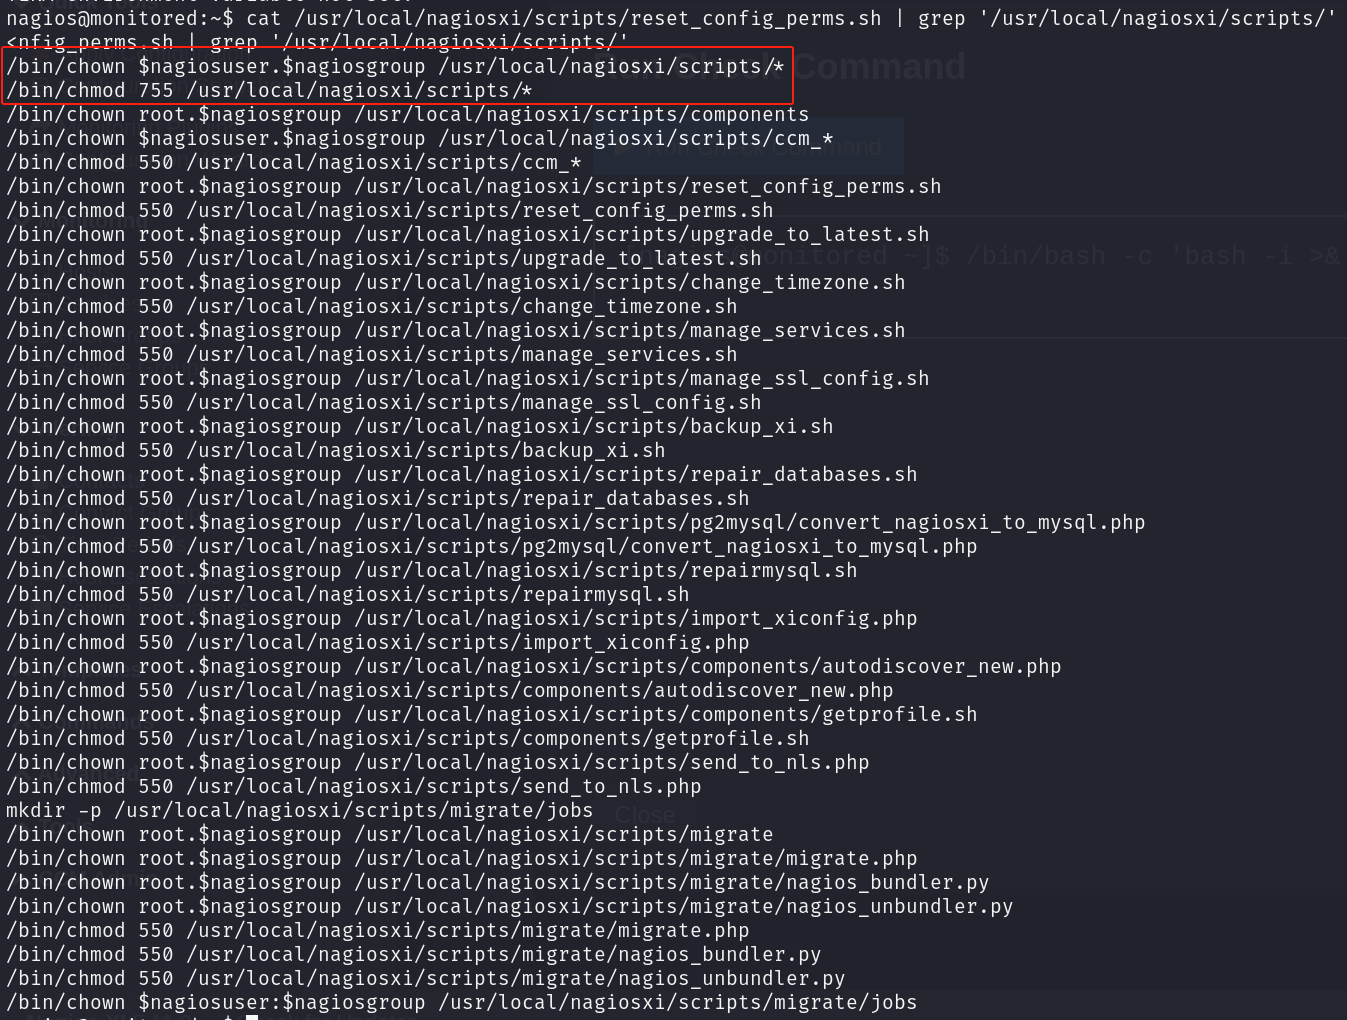 nagios@monitored:~$ cat /usr/local/nagiosxi/scripts/reset_config_perms.sh | grep '/usr/local/nagiosxi/scripts/'
<nfig_perms.sh | grep '/usr/local/nagiosxi/scripts/'
/bin/chown $nagiosuser.$nagiosgroup /usr/local/nagiosxi/scripts/*
/bin/chmod 755 /usr/local/nagiosxi/scripts/*
/bin/chown root.$nagiosgroup /usr/local/nagiosxi/scripts/components
/bin/chown $nagiosuser.$nagiosgroup /usr/local/nagiosxi/scripts/ccm_*
/bin/chmod 550 /usr/local/nagiosxi/scripts/ccm_*
/bin/chown root.$nagiosgroup /usr/local/nagiosxi/scripts/reset_config_perms.sh
/bin/chmod 550 /usr/local/nagiosxi/scripts/reset_config_perms.sh
/bin/chown root.$nagiosgroup /usr/local/nagiosxi/scripts/upgrade_to_latest.sh
/bin/chmod 550 /usr/local/nagiosxi/scripts/upgrade_to_latest.sh
/bin/chown root.$nagiosgroup /usr/local/nagiosxi/scripts/change_timezone.sh
/bin/chmod 550 /usr/local/nagiosxi/scripts/change_timezone.sh
/bin/chown root.$nagiosgroup /usr/local/nagiosxi/scripts/manage_services.sh
/bin/chmod 550 /usr/local/nagiosxi/scripts/manage_services.sh
/bin/chown root.$nagiosgroup /usr/local/nagiosxi/scripts/manage_ssl_config.sh
/bin/chmod 550 /usr/local/nagiosxi/scripts/manage_ssl_config.sh
/bin/chown root.$nagiosgroup /usr/local/nagiosxi/scripts/backup_xi.sh
/bin/chmod 550 /usr/local/nagiosxi/scripts/backup_xi.sh
/bin/chown root.$nagiosgroup /usr/local/nagiosxi/scripts/repair_databases.sh
/bin/chmod 550 /usr/local/nagiosxi/scripts/repair_databases.sh
/bin/chown root.$nagiosgroup /usr/local/nagiosxi/scripts/pg2mysql/convert_nagiosxi_to_mysql.php
/bin/chmod 550 /usr/local/nagiosxi/scripts/pg2mysql/convert_nagiosxi_to_mysql.php
/bin/chown root.$nagiosgroup /usr/local/nagiosxi/scripts/repairmysql.sh
/bin/chmod 550 /usr/local/nagiosxi/scripts/repairmysql.sh
/bin/chown root.$nagiosgroup /usr/local/nagiosxi/scripts/import_xiconfig.php
/bin/chmod 550 /usr/local/nagiosxi/scripts/import_xiconfig.php
/bin/chown root.$nagiosgroup /usr/local/nagiosxi/scripts/components/autodiscover_new.php
/bin/chmod 550 /usr/local/nagiosxi/scripts/components/autodiscover_new.php
/bin/chown root.$nagiosgroup /usr/local/nagiosxi/scripts/components/getprofile.sh
/bin/chmod 550 /usr/local/nagiosxi/scripts/components/getprofile.sh
/bin/chown root.$nagiosgroup /usr/local/nagiosxi/scripts/send_to_nls.php
/bin/chmod 550 /usr/local/nagiosxi/scripts/send_to_nls.php
mkdir -p /usr/local/nagiosxi/scripts/migrate/jobs
/bin/chown root.$nagiosgroup /usr/local/nagiosxi/scripts/migrate
/bin/chown root.$nagiosgroup /usr/local/nagiosxi/scripts/migrate/migrate.php
/bin/chown root.$nagiosgroup /usr/local/nagiosxi/scripts/migrate/nagios_bundler.py
/bin/chown root.$nagiosgroup /usr/local/nagiosxi/scripts/migrate/nagios_unbundler.py
/bin/chmod 550 /usr/local/nagiosxi/scripts/migrate/migrate.php
/bin/chmod 550 /usr/local/nagiosxi/scripts/migrate/nagios_bundler.py
/bin/chmod 550 /usr/local/nagiosxi/scripts/migrate/nagios_unbundler.py
/bin/chown $nagiosuser:$nagiosgroup /usr/local/nagiosxi/scripts/migrate/jobs
Check Command
Command
monitored ~]$ /bin/bash -c 'bash -i >&
Close